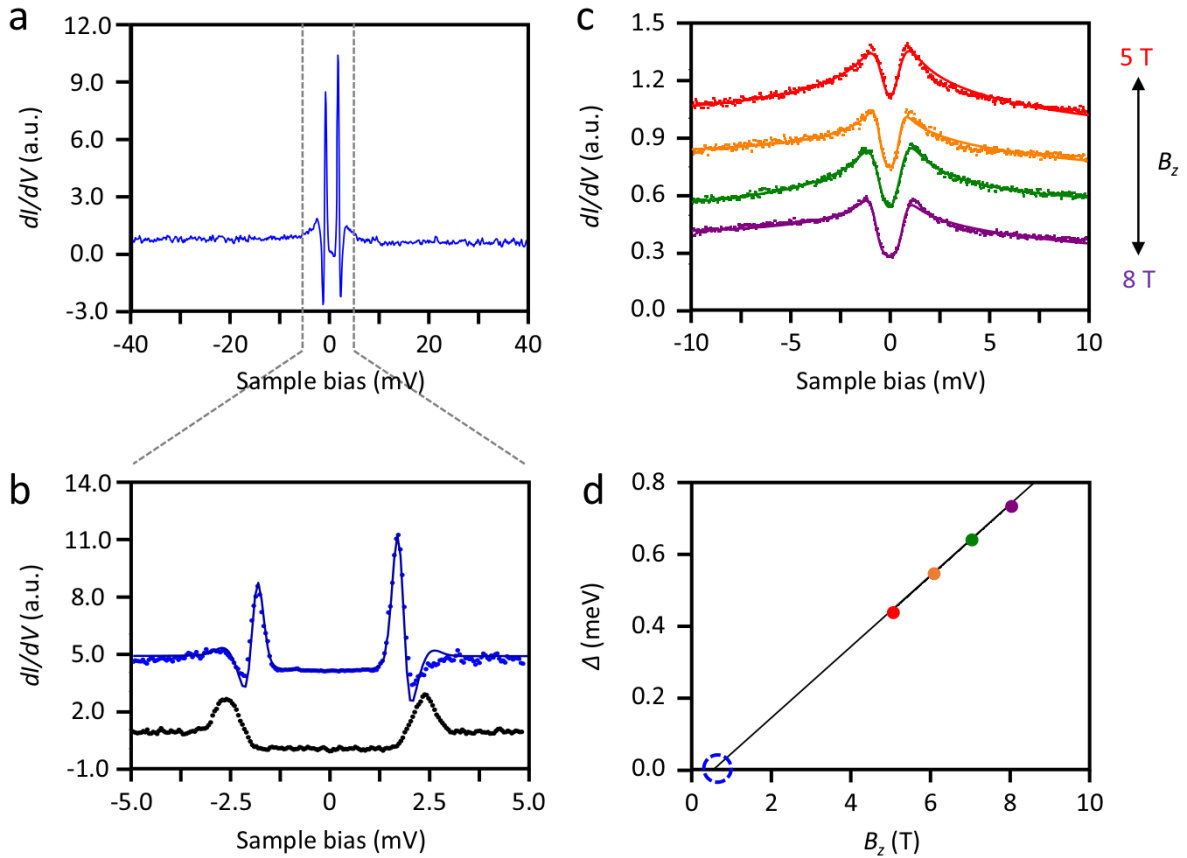 a
12.0
9.0
6.0
3.0
0.0
-3.0
dI/dV (a.u.)
-40
-20
0
20
40
Sample bias (mV)
c
1.5
1.2
0.9
0.6
0.3
0.0
dI/dV (a.u.)
-10
-5
0
5
10
Sample bias (mV)
5 T
Bz
8 T
b
14.0
11.0
8.0
5.0
2.0
-1.0
dI/dV (a.u.)
-5.0
-2.5
0
2.5
5.0
Sample bias (mV)
d
0.8
0.6
0.4
0.2
0.0
Δ (meV)
0
2
4
6
8
10
Bz (T)